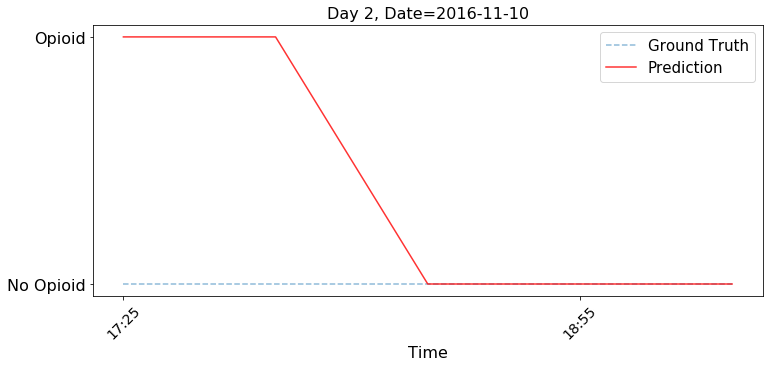 Day 2, Date=2016-11-10
Opioid
No Opioid
Ground Truth
Prediction
17:25
18:55
Time